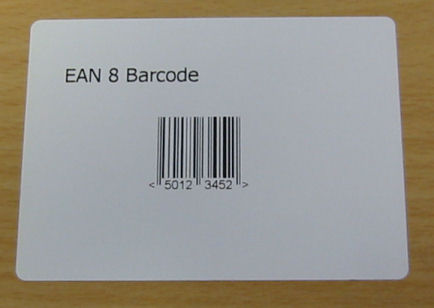 EAN 8 Barcode
< 5012 3452 >